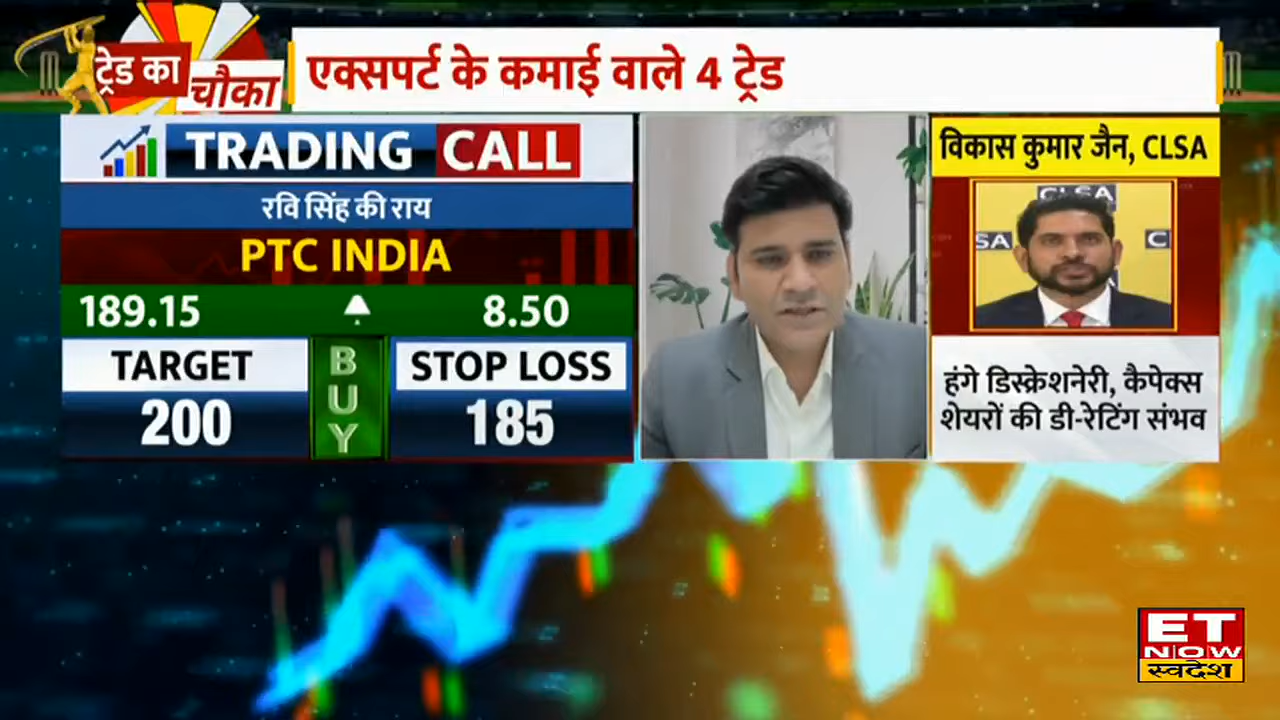 ट्रेड का
चौका
एक्सपर्ट के कमाई वाले 4 ट्रेड
TRADING CALL
रवि सिंह की राय
PTC INDIA
189.15
8.50
TARGET
200
BUY
STOP LOSS
185
विकास कुमार जैन, CLSA
CLSA
SA
C
हंगे डिस्क्रेशनेरी, कैपेक्स
शेयरों की डी-रेटिंग संभव
ET
NOW
स्वदेश